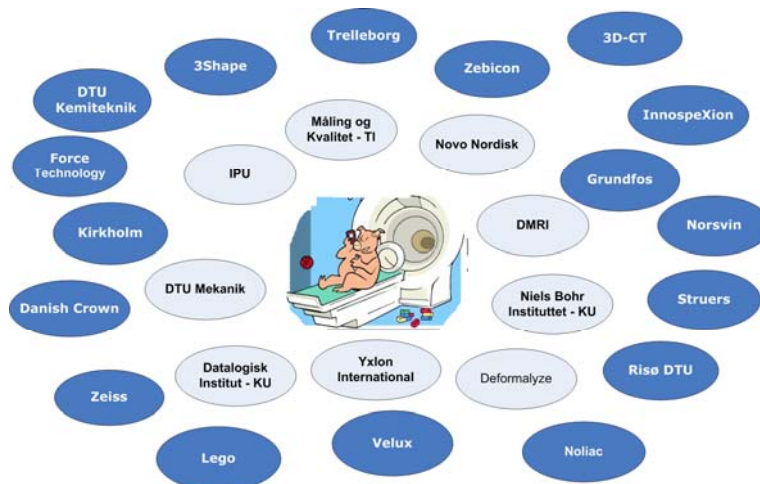 Trelleborg
3D-CT
3Shape
Zebicon
DTU
Kemiteknik
InnospeXion
Måling og
Kvalitet - TI
Novo Nordisk
Force
Technology
IPU
Grundfos
Kirkholm
DMRI
Norsvin
DTU Mekanik
Niels Bohr
Instituttet - KU
Struers
Danish Crown
Datalogisk
Institut - KU
Yxlon
International
Deformalyze
Risø DTU
Zeiss
Lego
Velux
Noliac